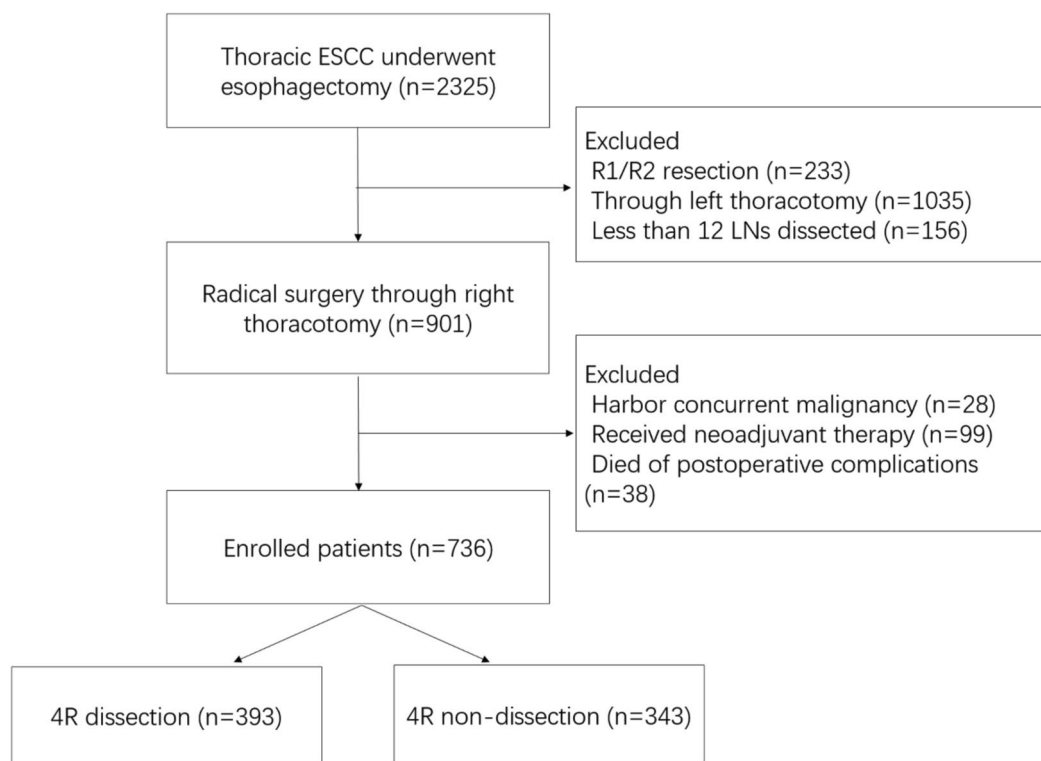 Thoracic ESCC underwent
esophagectomy (n=2325)
Excluded
R1/R2 resection (n=233)
Through left thoracotomy (n=1035)
Less than 12 LNs dissected (n=156)
Radical surgery through right
thoracotomy (n=901)
Excluded
Harbor concurrent malignancy (n=28)
Received neoadjuvant therapy (n=99)
Died of postoperative complications
(n=38)
Enrolled patients (n=736)
4R dissection (n=393)
4R non-dissection (n=343)